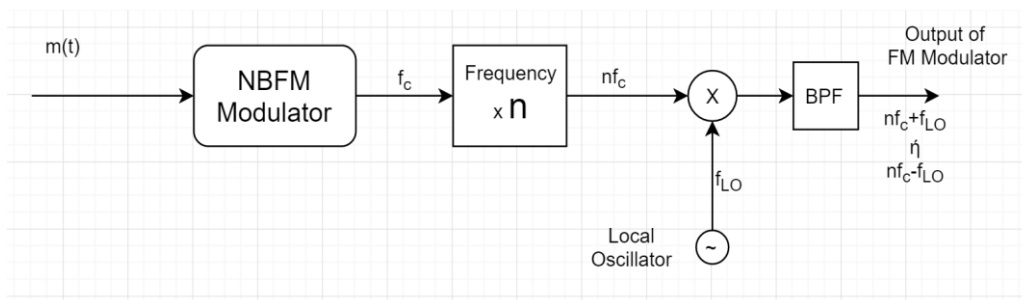 m(t)
NBFM
Modulator
f_c
Frequency
x n
nf_c
X
BPF
Output of
FM Modulator
nf_c+f_LO
ή
nf_c-f_LO
f_LO
Local
Oscillator
~